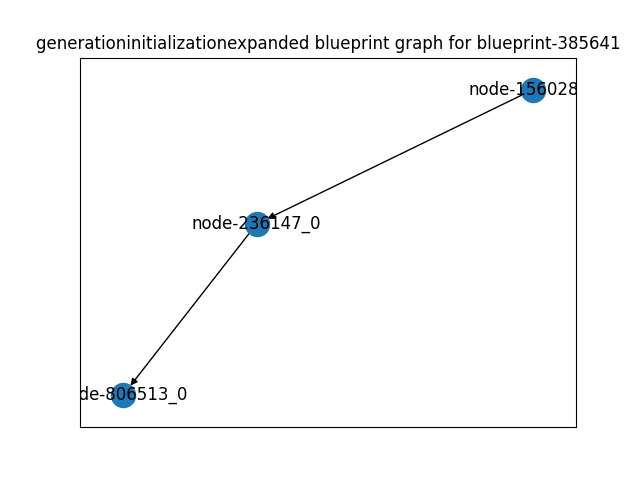 generationinitializationexpanded blueprint graph for blueprint-385641
node-156028
node-236147_0
de-806513_0